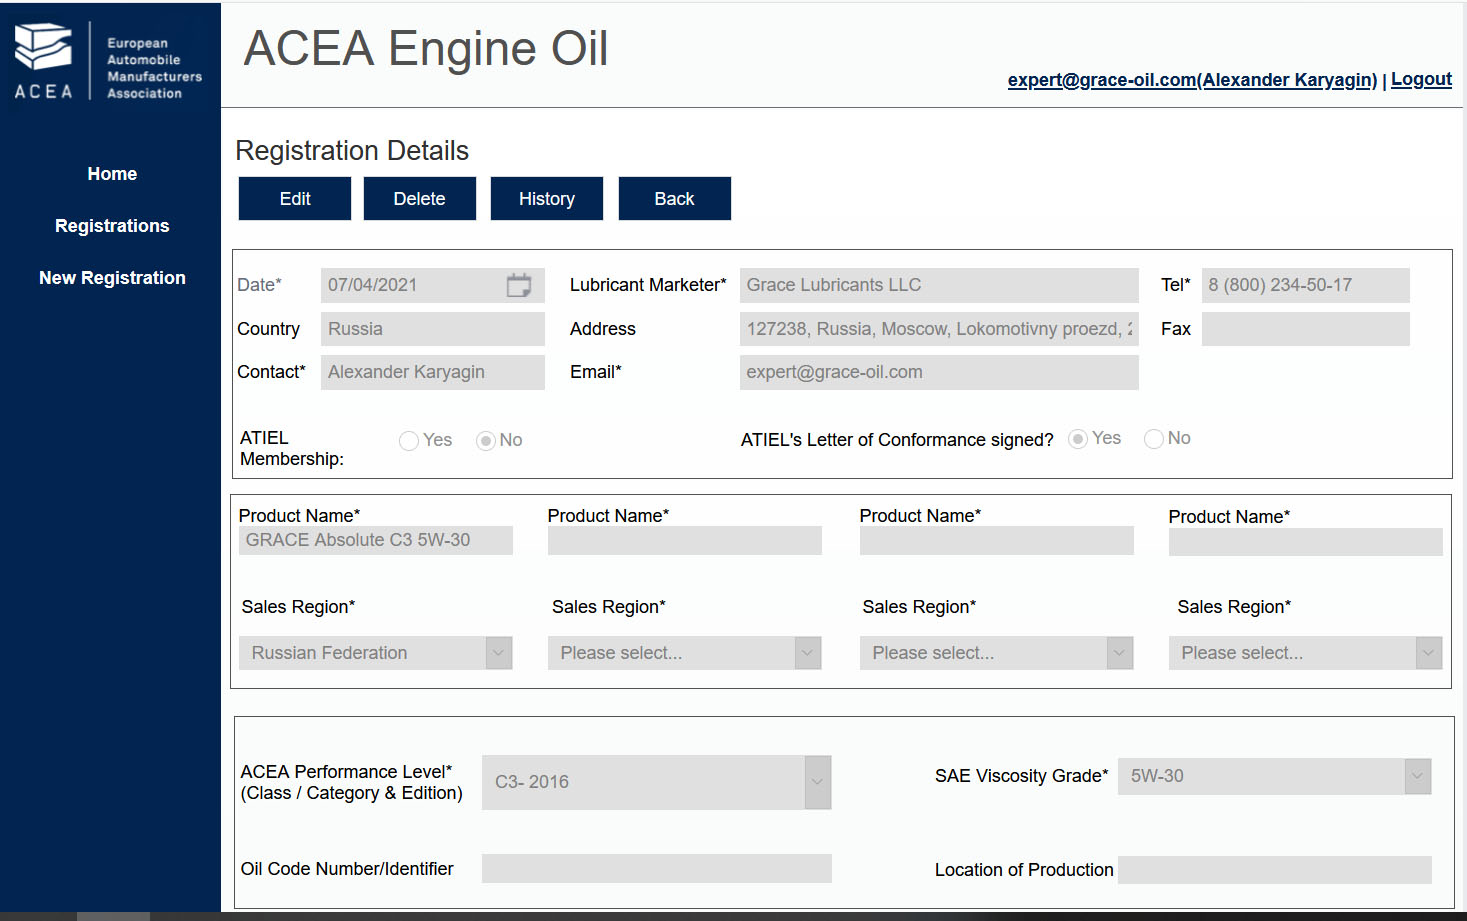 European
Automobile
Manufacturers
Association
ACEA
ACEA Engine Oil
expert@grace-oil.com(Alexander Karyagin) | Logout
Home
Registrations
New Registration
Registration Details
Edit Delete History Back
Date* 07/04/2021 Lubricant Marketer* Grace Lubricants LLC Tel* 8 (800) 234-50-17
Country Russia Address 127238, Russia, Moscow, Lokomotivny proezd, Fax
Contact* Alexander Karyagin Email* expert@grace-oil.com
ATIEL
Membership: Yes No ATIEL's Letter of Conformance signed? Yes No
Product Name* Product Name* Product Name* Product Name*
GRACE Absolute C3 5W-30
Sales Region* Sales Region* Sales Region* Sales Region*
Russian Federation Please select... Please select... Please select...
ACEA Performance Level*
(Class / Category & Edition) C3- 2016 SAE Viscosity Grade* 5W-30
Oil Code Number/Identifier Location of Production